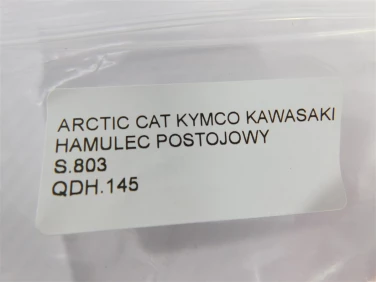 ARCTIC CAT KYMCO KAWASAKI
HAMULEC POSTOJOWY
S.803
QDH.145